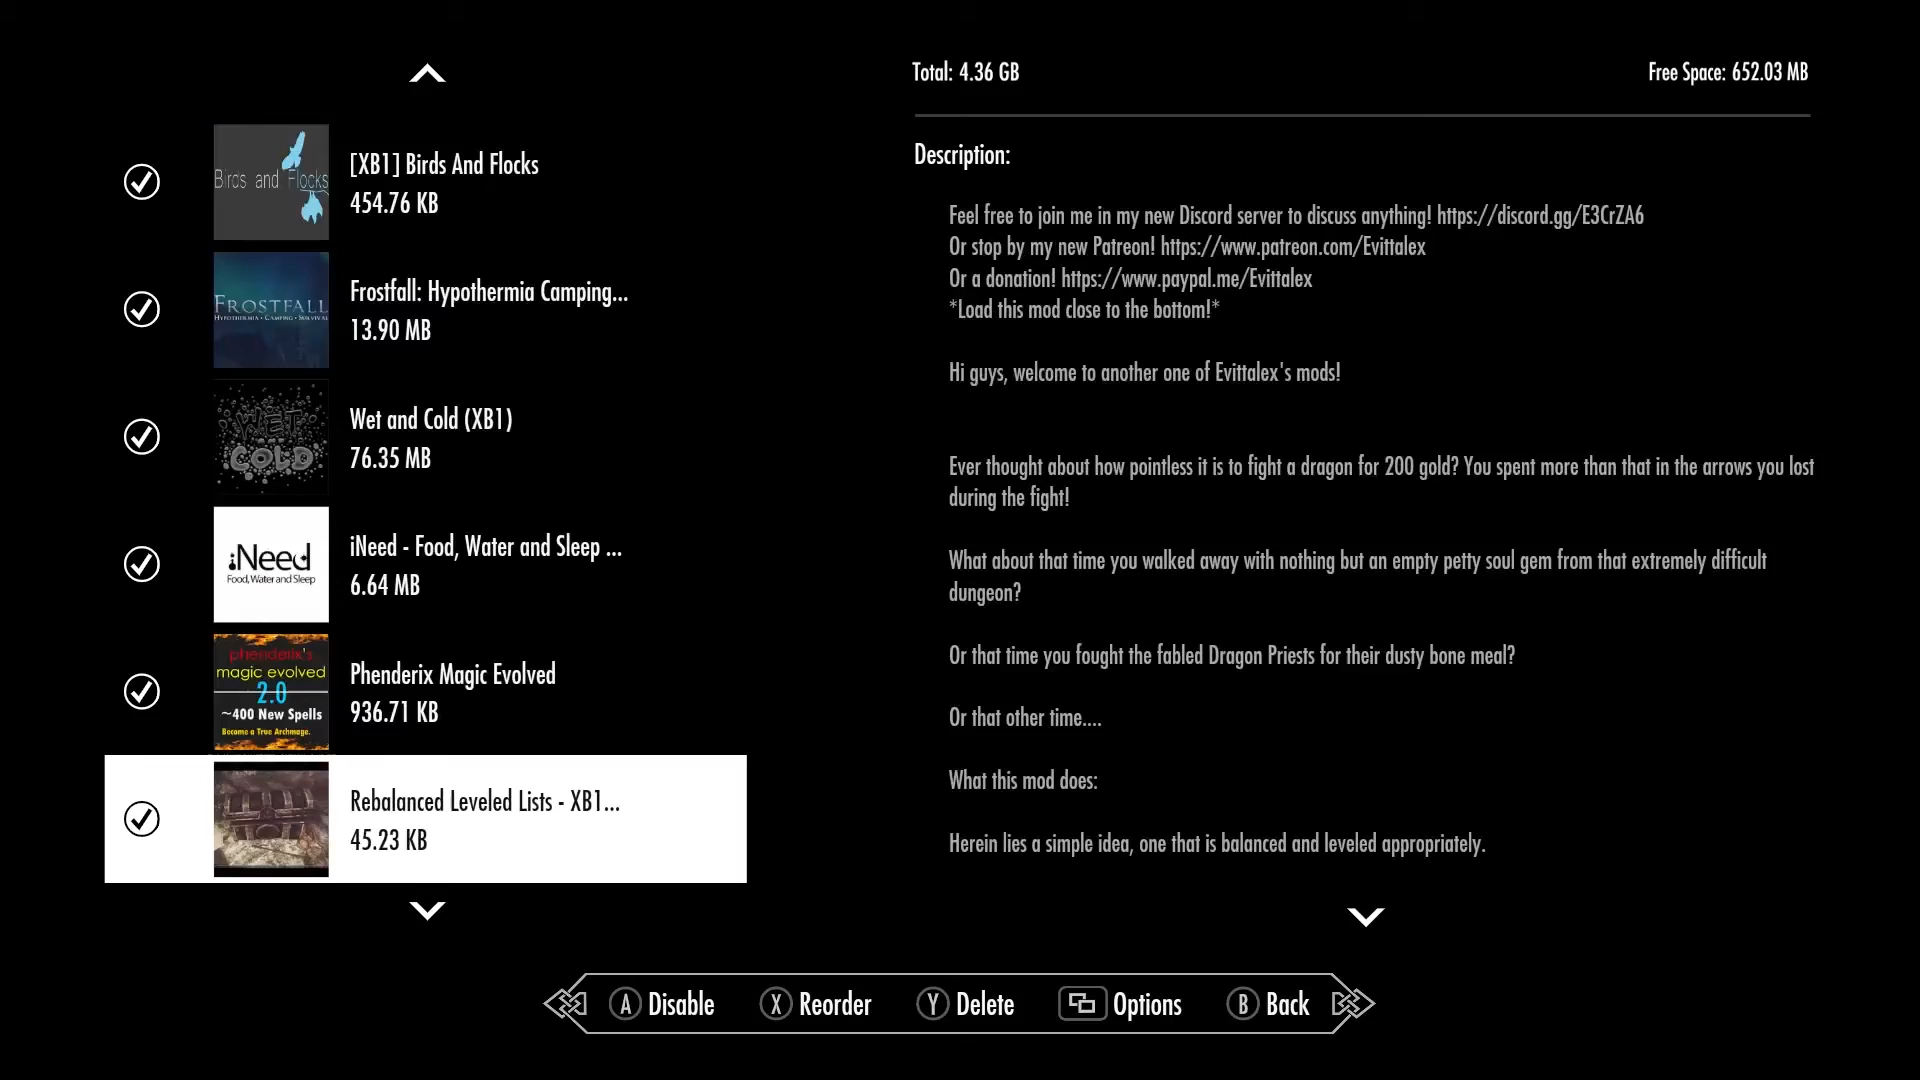 Total: 4.36 GB
Free Space: 652.03 MB
Birds and Flocks
[XB1] Birds And Flocks
454.76 KB
FROSTFALL
HYPOTHERMIA • CAMPING • SURVIVAL
Frostfall: Hypothermia Camping...
13.90 MB
WET
COLD
Wet and Cold (XB1)
76.35 MB
iNeed
Food, Water and Sleep
iNeed - Food, Water and Sleep ...
6.64 MB
phenderix's
magic evolved
2.0
~400 New Spells
Become a True Archmage.
Phenderix Magic Evolved
936.71 KB
Rebalanced Leveled Lists - XB1...
45.23 KB
Description:
Feel free to join me in my new Discord server to discuss anything! https://discord.gg/E3CrZA6
Or stop by my new Patreon! https://www.patreon.com/Evittalex
Or a donation! https://www.paypal.me/Evittalex
*Load this mod close to the bottom!*
Hi guys, welcome to another one of Evittalex's mods!
Ever thought about how pointless it is to fight a dragon for 200 gold? You spent more than that in the arrows you lost
during the fight!
What about that time you walked away with nothing but an empty petty soul gem from that extremely difficult
dungeon?
Or that time you fought the fabled Dragon Priests for their dusty bone meal?
Or that other time....
What this mod does:
Herein lies a simple idea, one that is balanced and leveled appropriately.
A Disable
X Reorder
Y Delete
Options
B Back